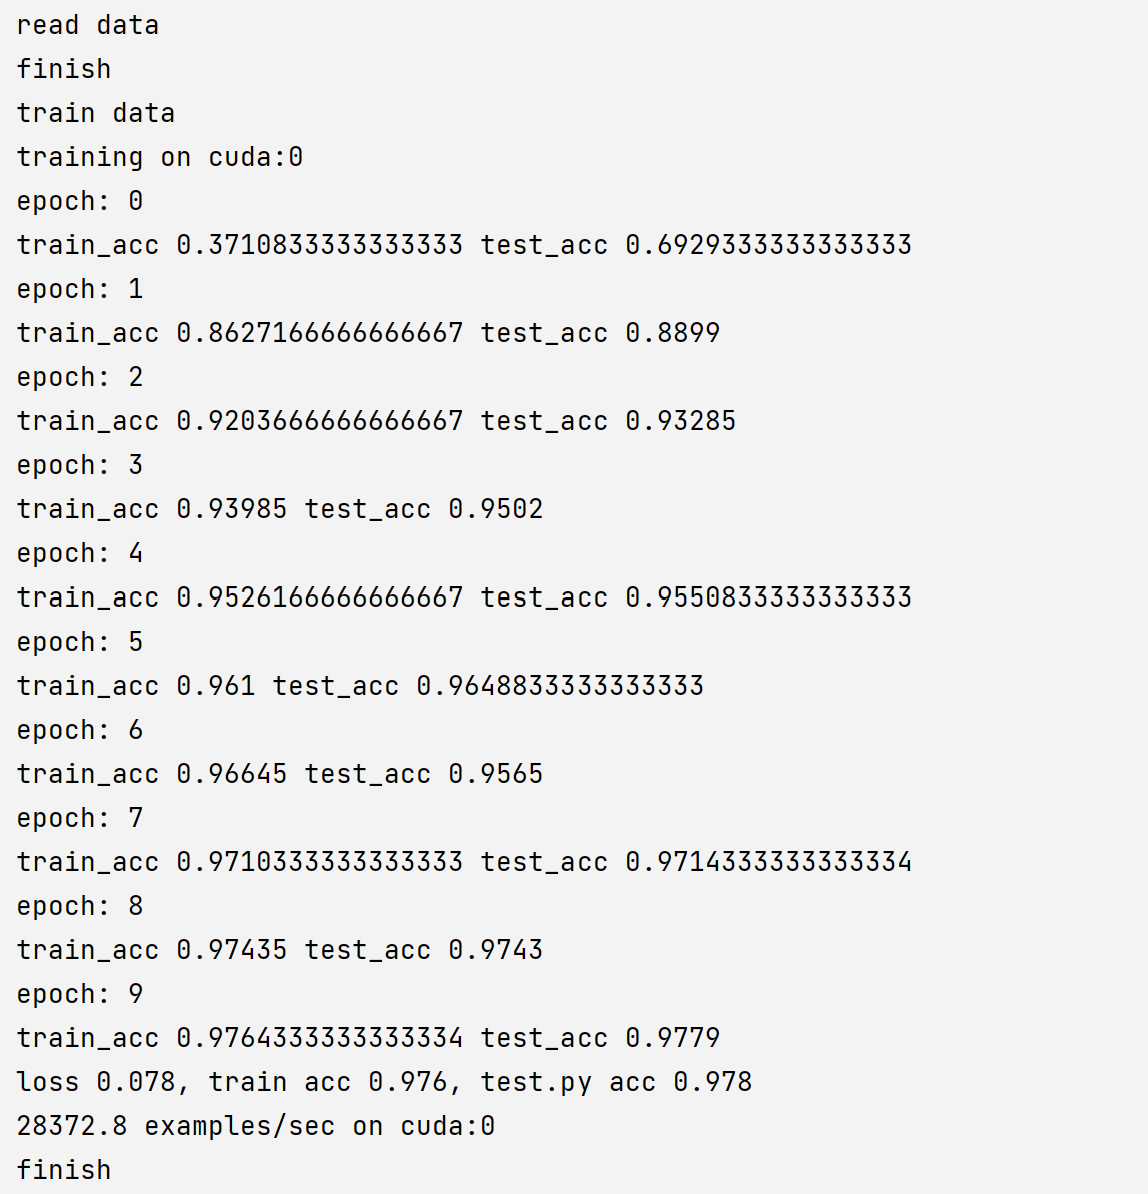 read data
finish
train data
training on cuda:0
epoch: 0
train_acc 0.3710833333333333 test_acc 0.6929333333333333
epoch: 1
train_acc 0.8627166666666667 test_acc 0.8899
epoch: 2
train_acc 0.9203666666666667 test_acc 0.93285
epoch: 3
train_acc 0.93985 test_acc 0.9502
epoch: 4
train_acc 0.9526166666666667 test_acc 0.9550833333333333
epoch: 5
train_acc 0.961 test_acc 0.9648833333333333
epoch: 6
train_acc 0.96645 test_acc 0.9565
epoch: 7
train_acc 0.9710333333333333 test_acc 0.9714333333333334
epoch: 8
train_acc 0.97435 test_acc 0.9743
epoch: 9
train_acc 0.9764333333333334 test_acc 0.9779
loss 0.078, train acc 0.976, test.py acc 0.978
28372.8 examples/sec on cuda:0
finish